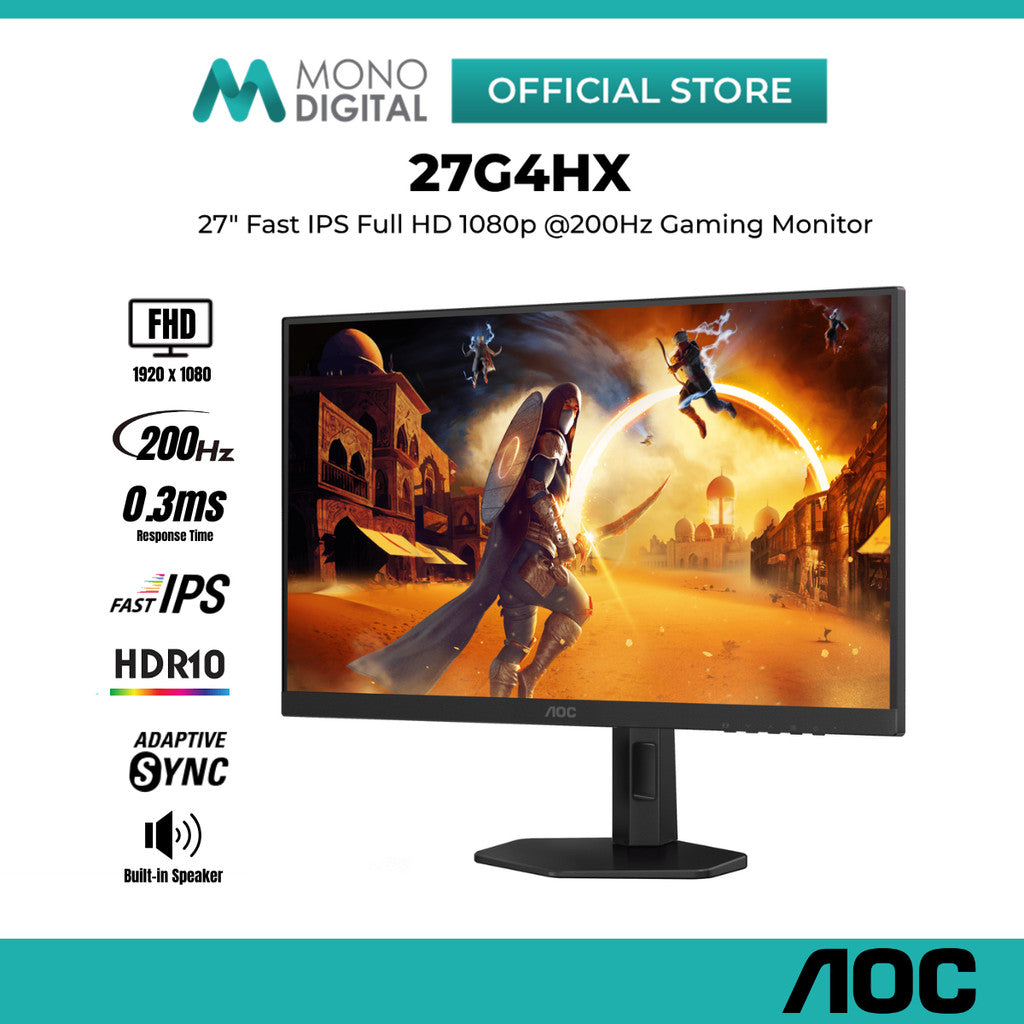 MONO
DIGITAL
OFFICIAL STORE
27G4HX
27" Fast IPS Full HD 1080p @200Hz Gaming Monitor
FHD
1920 x 1080
200Hz
0.3ms
Response Time
FAST IPS
HDR10
ADAPTIVE
SYNC
Built-in Speaker
AOC
AOC